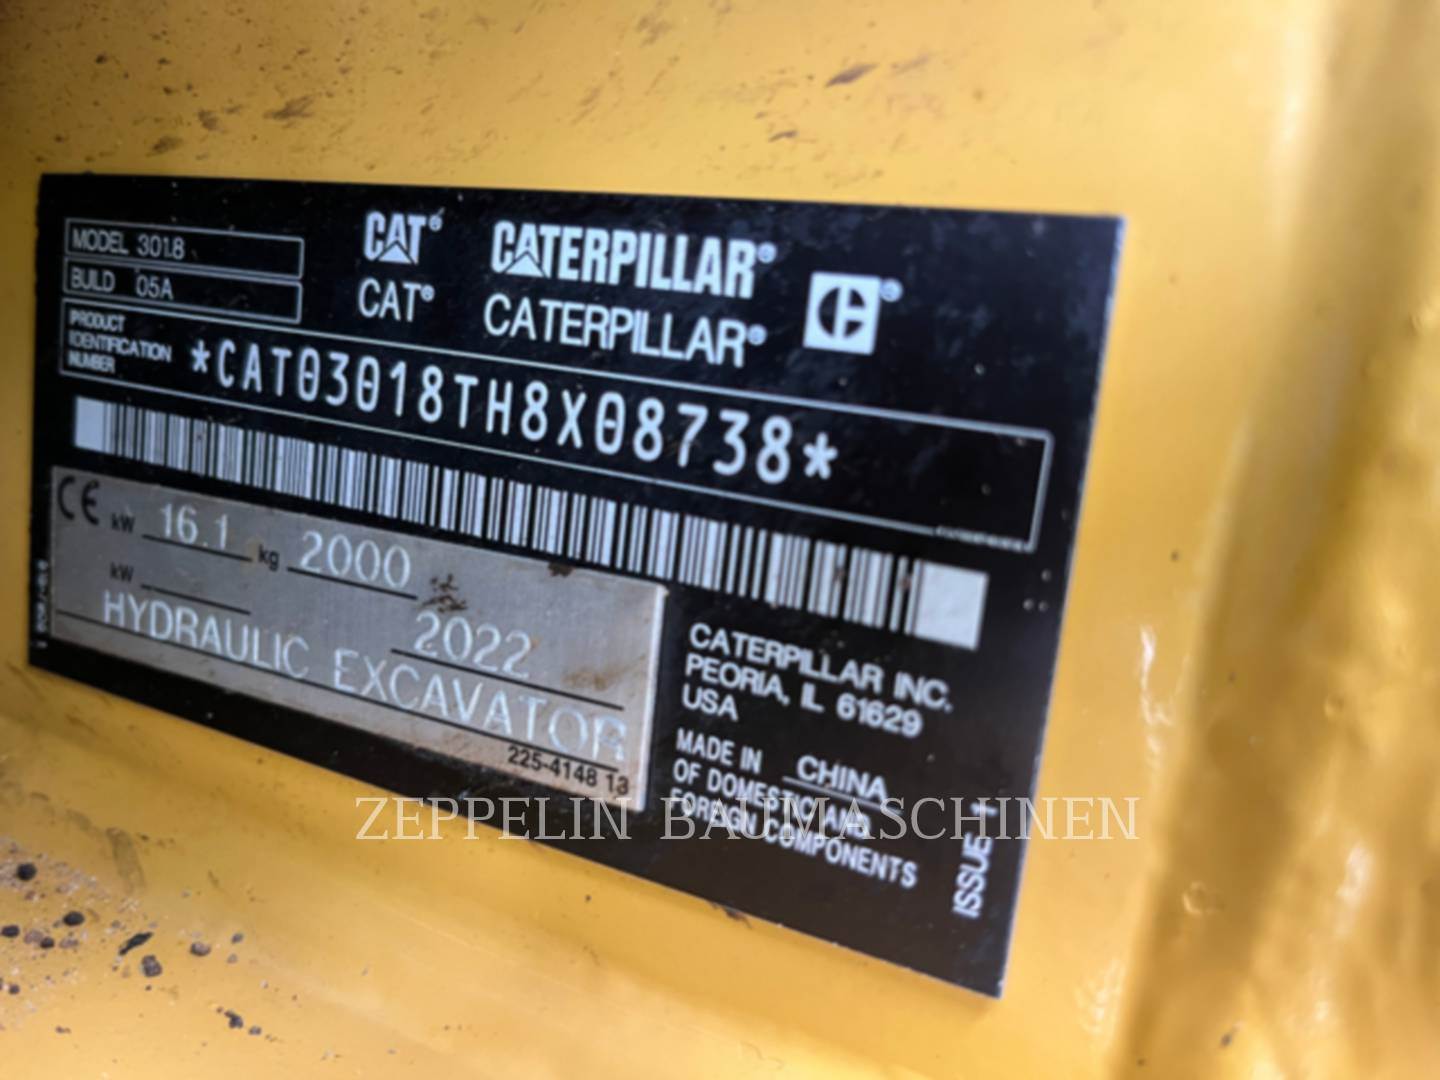 MODEL 301.8
BUILD 05A
CAT® CATERPILLAR®
CAT® CATERPILLAR®
PRODUCT
IDENTIFICATION
NUMBER
*CAT03018TH8X08738*
CE kW 16.1 kg 2000
kW 2022
HYDRAULIC EXCAVATOR
225-4148 13
CATERPILLAR INC.
PEORIA, IL 61629
USA
MADE IN CHINA
OF DOMESTIC AND
FOREIGN COMPONENTS
ISSUE 1
ZEPPELIN BAUMASCHINEN